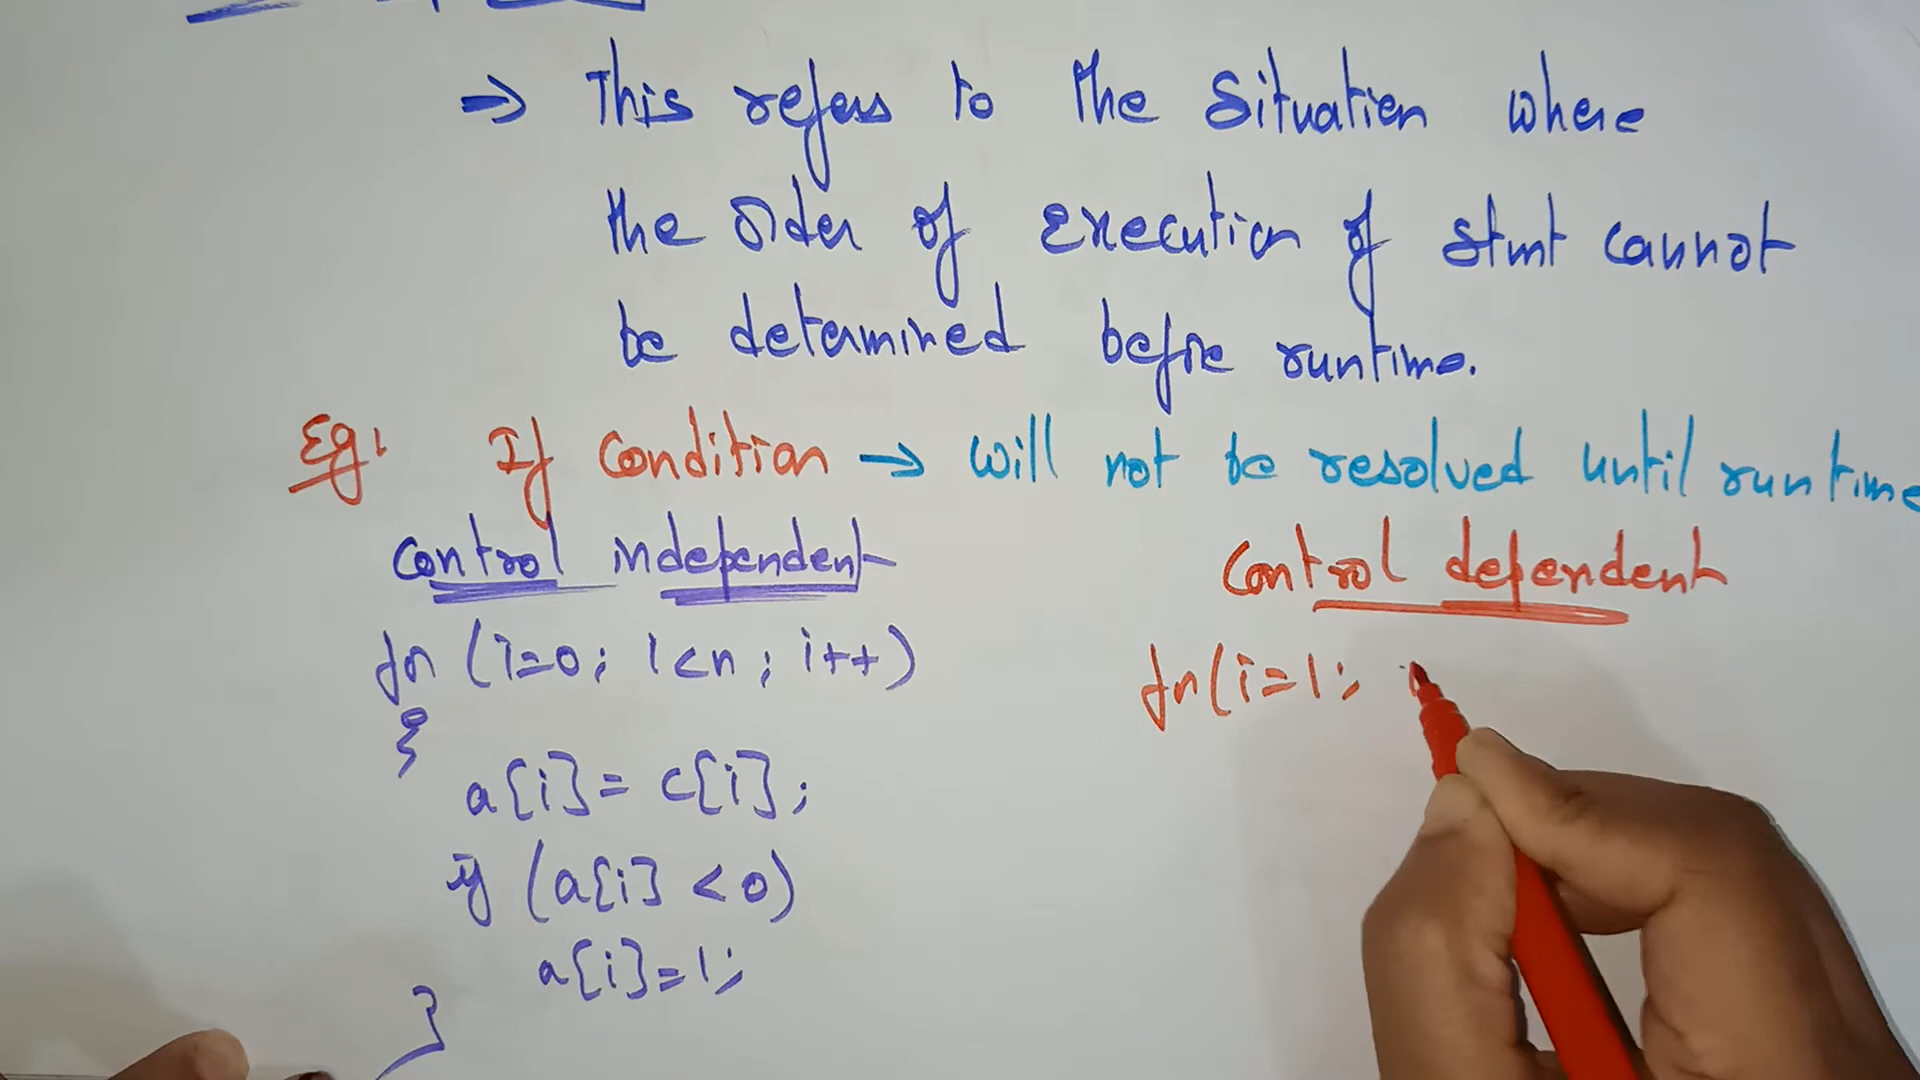 ⇒ This refers to the situation where
the order of execution of stmt cannot
be determined before runtime.
Eg: If condition → will not be resolved until runtime
control independent
for (i=0; i<n; i++)
{
a[i] = c[i];
if (a[i] < 0)
a[i]=1;
}
control dependent
for(i=1;